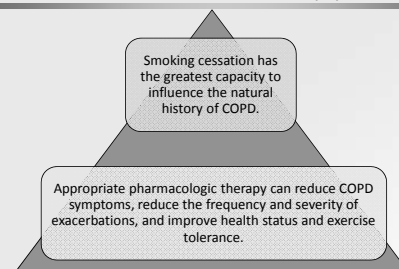 Smoking cessation has
the greatest capacity to
influence the natural
history of COPD.
Appropriate pharmacologic therapy can reduce COPD
symptoms, reduce the frequency and severity of
exacerbations, and improve health status and exercise
tolerance.